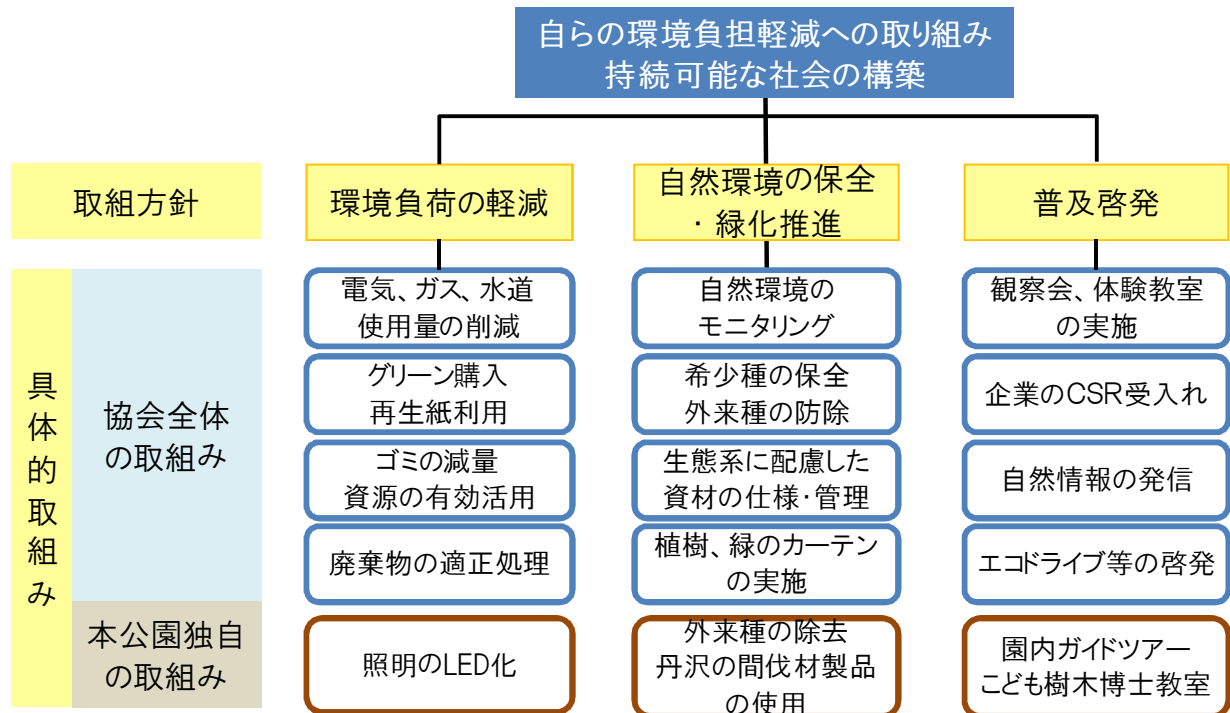 自らの環境負担軽減への取り組み
持続可能な社会の構築
取組方針
環境負荷の軽減
自然環境の保全
・緑化推進
普及啓発
具体的取組み
協会全体
の取組み
電気、ガス、水道
使用量の削減
自然環境の
モニタリング
観察会、体験教室
の実施
グリーン購入
再生紙利用
希少種の保全
外来種の防除
企業のCSR受入れ
ゴミの減量
資源の有効活用
生態系に配慮した
資材の仕様・管理
自然情報の発信
廃棄物の適正処理
植樹、緑のカーテン
の実施
エコドライブ等の啓発
本公園独自
の取組み
照明のLED化
外来種の除去
丹沢の間伐材製品
の使用
園内ガイドツアー
こども樹木博士教室